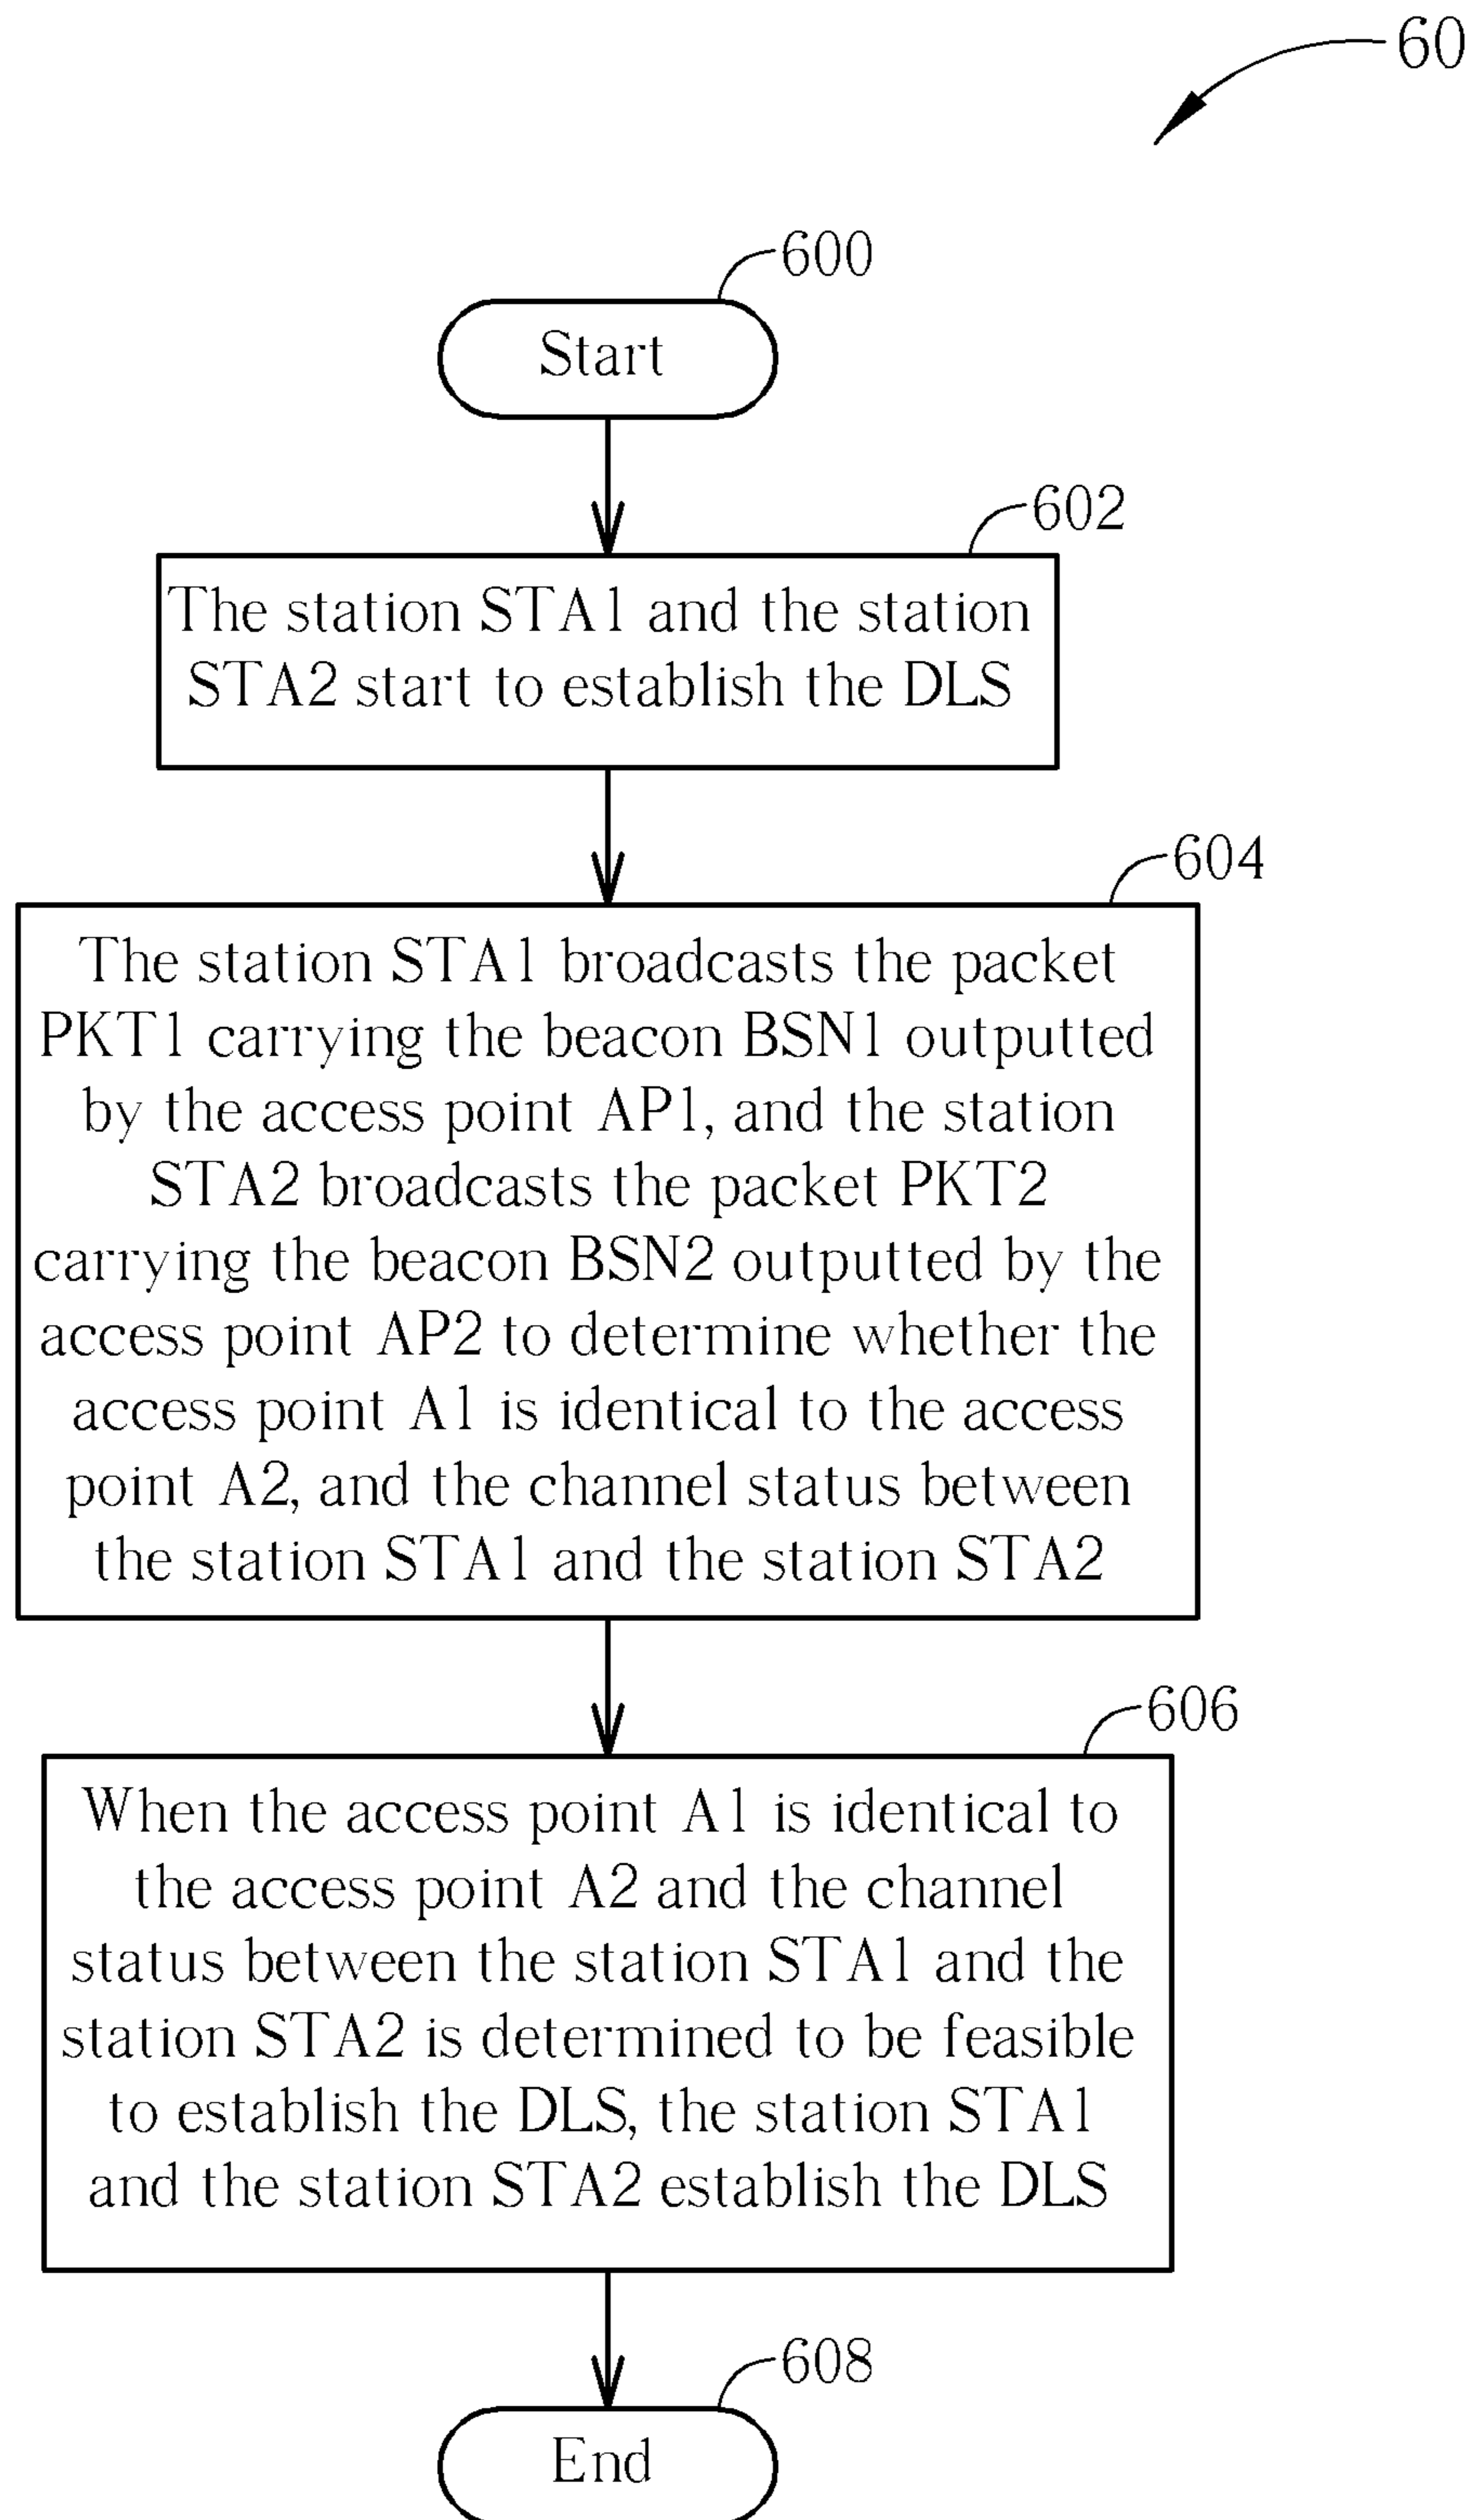 60
600
Start
602
The station STA1 and the station
STA2 start to establish the DLS
604
The station STA1 broadcasts the packet
PKT1 carrying the beacon BSN1 outputted
by the access point AP1, and the station
STA2 broadcasts the packet PKT2
carrying the beacon BSN2 outputted by the
access point AP2 to determine whether the
access point A1 is identical to the access
point A2, and the channel status between
the station STA1 and the station STA2
606
When the access point A1 is identical to
the access point A2 and the channel
status between the station STA1 and the
station STA2 is determined to be feasible
to establish the DLS, the station STA1
and the station STA2 establish the DLS
608
End